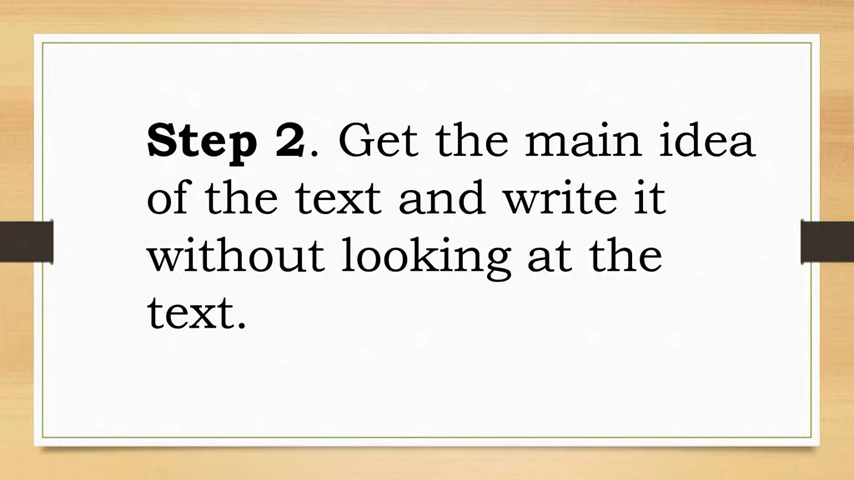 Step 2. Get the main idea
of the text and write it
without looking at the
text.